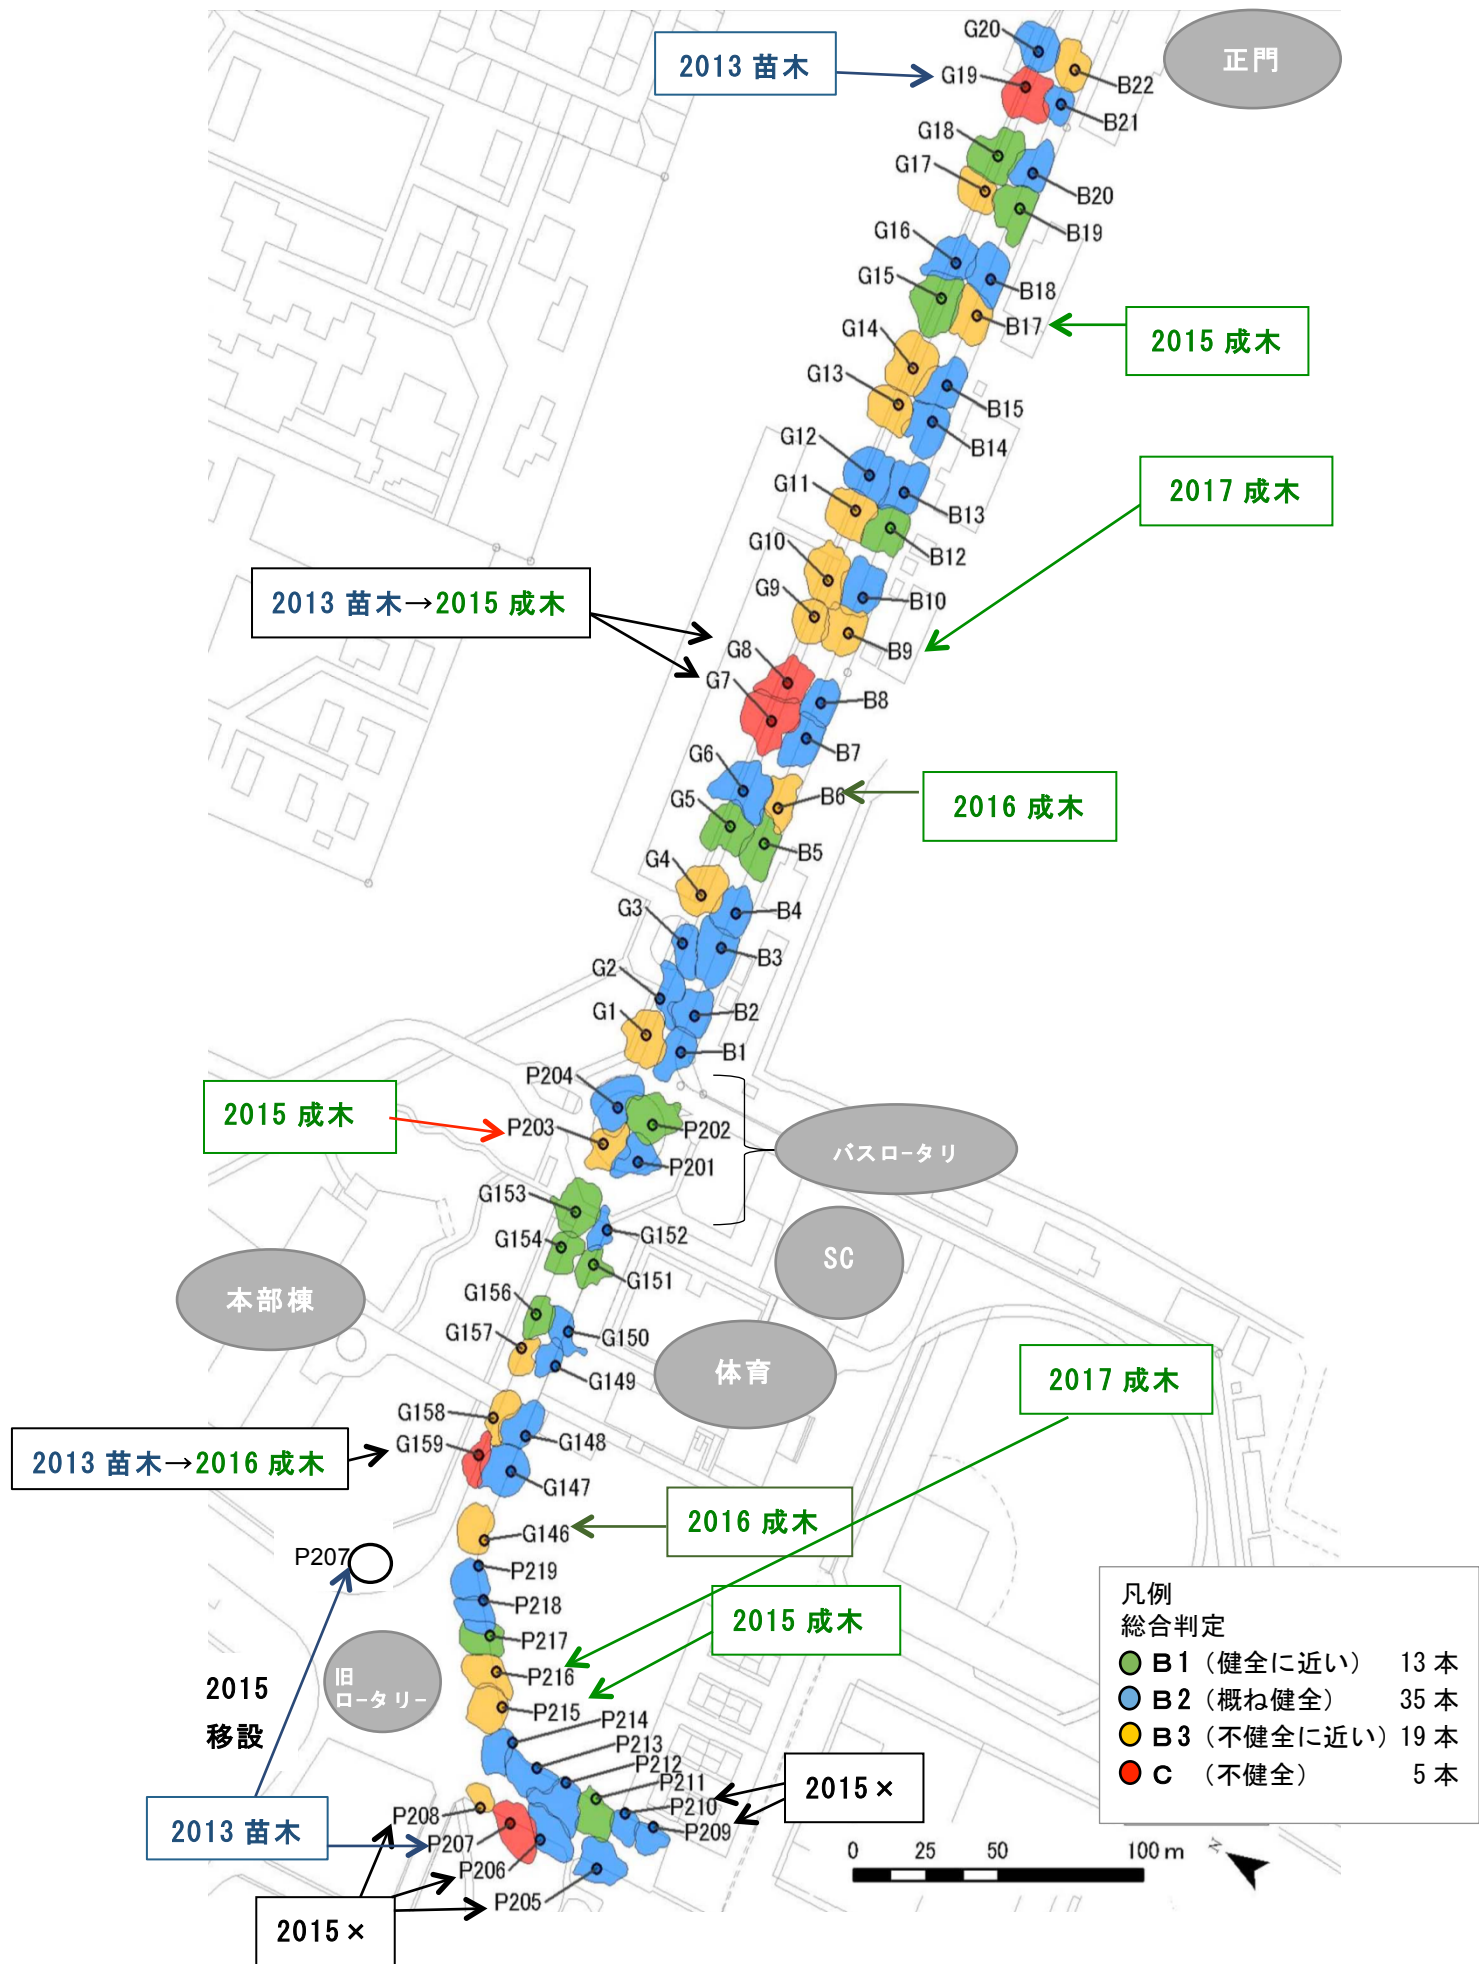 正門
2013 苗木
G20
G19
B22
B21
G18
G17
B20
B19
G16
G15
B18
B17
2015 成木
G14
G13
B15
B14
G12
G11
B13
B12
2017 成木
G10
G9
B10
B9
2013 苗木→2015 成木
G8
G7
B8
B7
G6
G5
B6
B5
2016 成木
G4
G3
B4
B3
G2
G1
B2
B1
P204
P203
P202
P201
2015 成木
バスロータリ
G153
G154
G152
G151
SC
本部棟
G156
G157
G150
G149
体育
2017 成木
G158
G159
G148
G147
2013 苗木→2016 成木
G146
2016 成木
P207
P219
P218
P217
P216
P215
2015 成木
旧
ロータリー
2015
移設
P214
P213
P212
P211
P210
P209
2015 ×
2013 苗木
P208
P207
P206
P205
2015 ×
凡例
総合判定
B1(健全に近い) 13 本
B2(概ね健全) 35 本
B3(不健全に近い) 19 本
C (不健全) 5 本
0 25 50 100 m
N